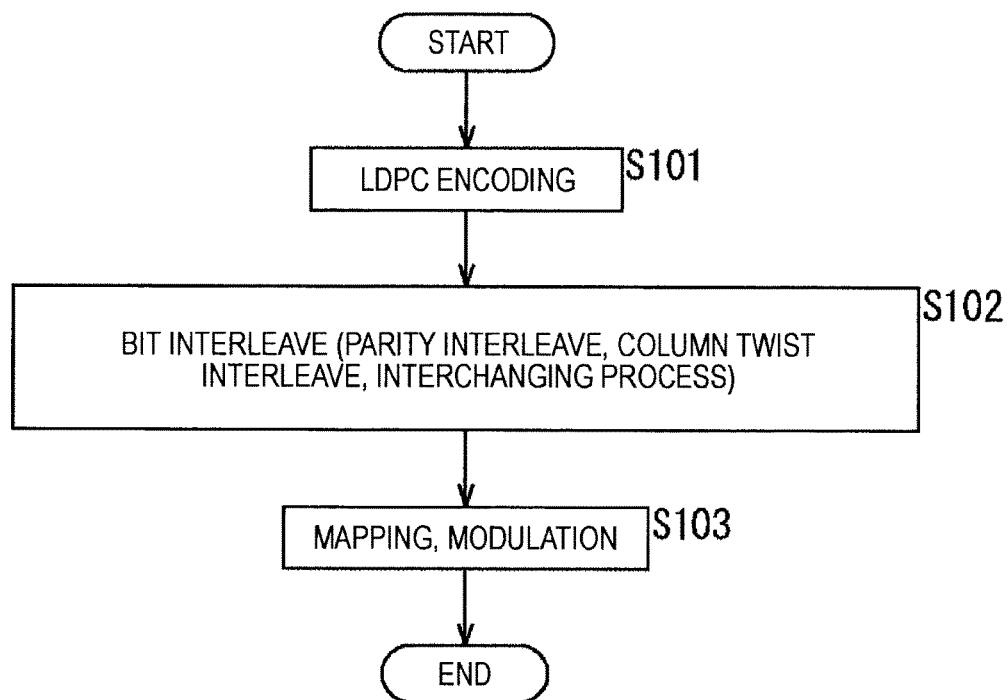 START
LDPC ENCODING
S101
BIT INTERLEAVE (PARITY INTERLEAVE, COLUMN TWIST
INTERLEAVE, INTERCHANGING PROCESS)
S102
MAPPING, MODULATION
S103
END